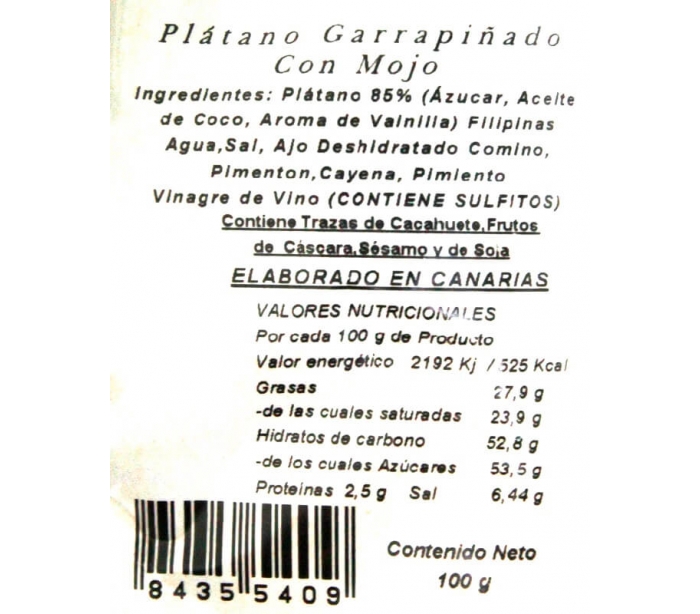 Plátano Garrapiñado
Con Mojo
Ingredientes: Plátano 85% (Ázucar, Aceite
de Coco, Aroma de Vainilla) Filipinas
Agua,Sal, Ajo Deshidratado Comino,
Pimenton,Cayena, Pimiento
Vinagre de Vino (CONTIENE SULFITOS)
Contiene Trazas de Cacahuete,Frutos
de Cáscara,Sésamo y de Soja
ELABORADO EN CANARIAS
VALORES NUTRICIONALES
Por cada 100 g de Producto
Valor energético 2192 Kj / 525 Kcal
Grasas 27,9 g
-de las cuales saturadas 23,9 g
Hidratos de carbono 52,8 g
-de los cuales Azúcares 53,5 g
Proteínas 2,5 g Sal 6,44 g
Contenido Neto
100 g
8435 5409